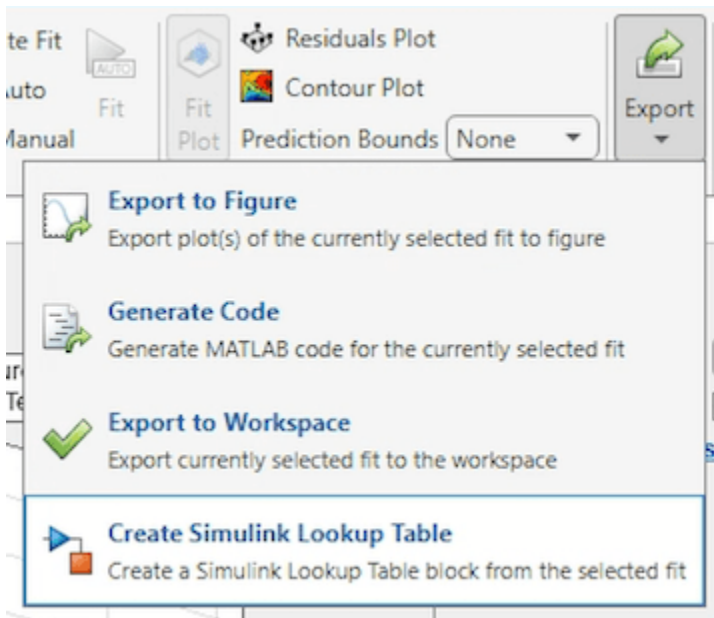 te Fit
Auto
Manual
AUTO
Fit
Fit
Plot
Residuals Plot
Contour Plot
Prediction Bounds None
Export
Export to Figure
Export plot(s) of the currently selected fit to figure
Generate Code
Generate MATLAB code for the currently selected fit
Export to Workspace
Export currently selected fit to the workspace
Create Simulink Lookup Table
Create a Simulink Lookup Table block from the selected fit